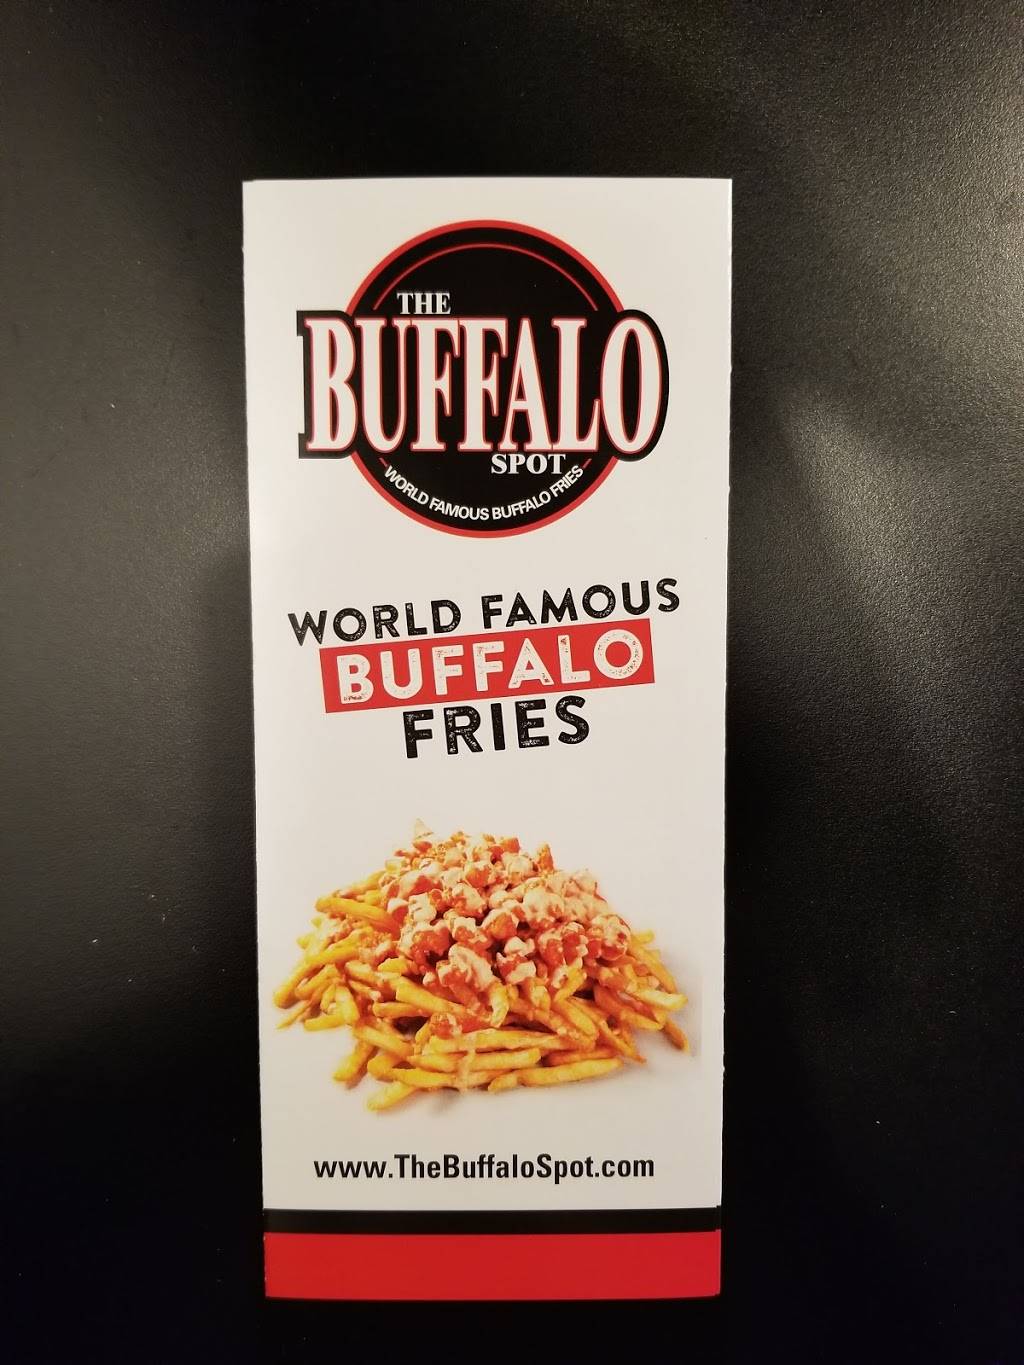 THE
BUFFALO
SPOT
WORLD FAMOUS BUFFALO FRIES
WORLD FAMOUS
BUFFALO
FRIES
www.TheBuffaloSpot.com